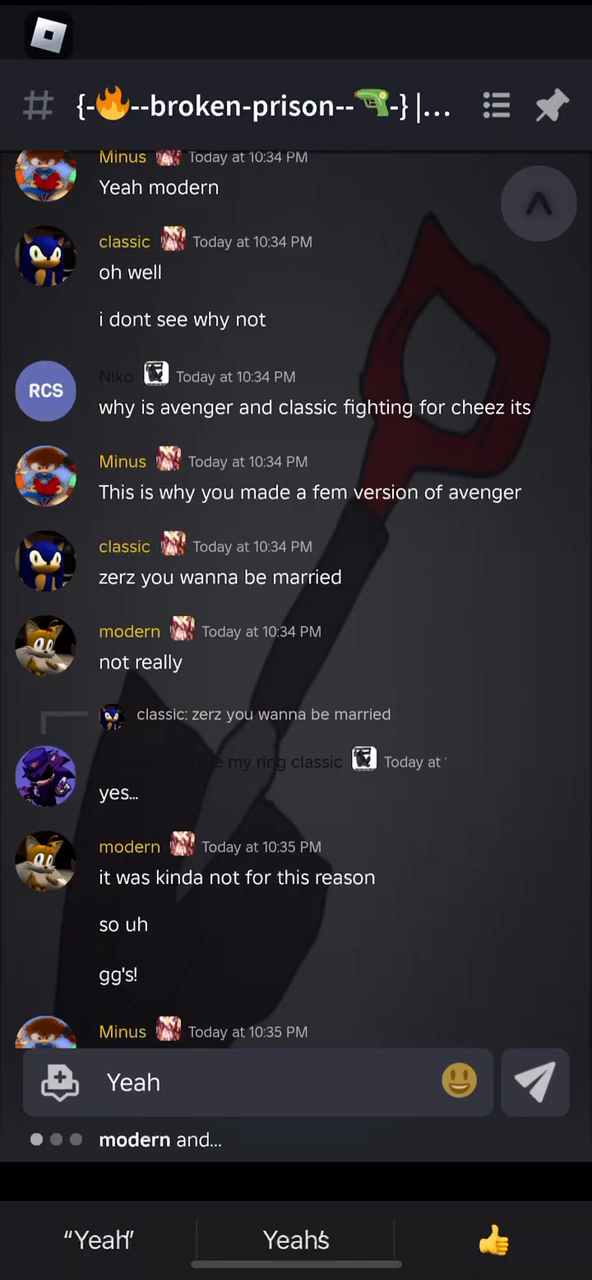 {-🔥--broken-prison--🔫-} |...
Minus Today at 10:34 PM
Yeah modern
classic Today at 10:34 PM
oh well
i dont see why not
RCS
Niko Today at 10:34 PM
why is avenger and classic fighting for cheez its
Minus Today at 10:34 PM
This is why you made a fem version of avenger
classic Today at 10:34 PM
zerz you wanna be married
modern Today at 10:34 PM
not really
classic: zerz you wanna be married
my ring classic Today at
yes...
modern Today at 10:35 PM
it was kinda not for this reason
so uh
gg's!
Minus Today at 10:35 PM
Yeah
modern and...
“Yeah” Yeahs 👍